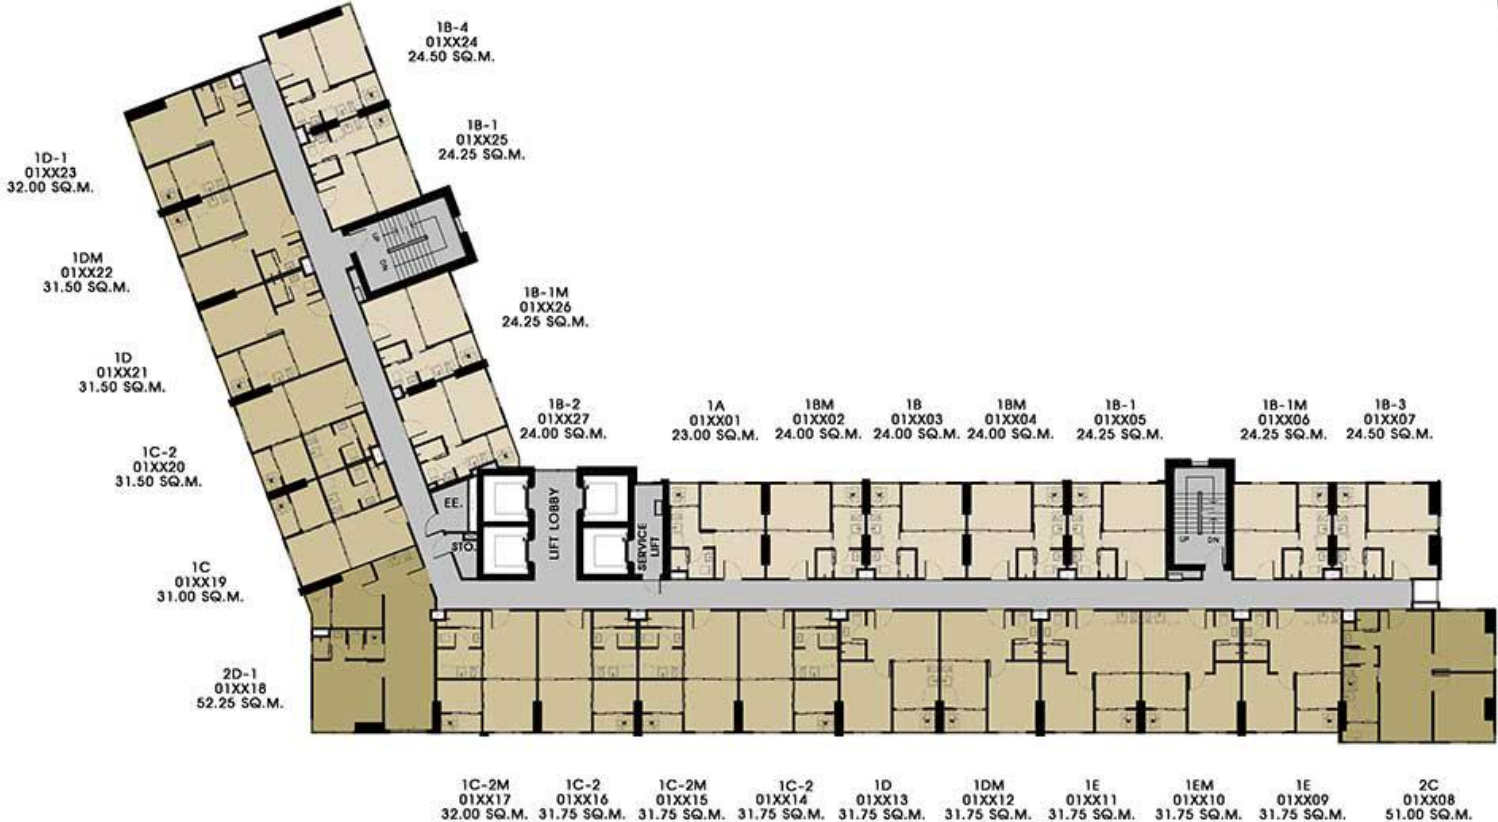 1B-4
01XX24
24.50 SQ.M.
1B-1
01XX25
24.25 SQ.M.
1D-1
01XX23
32.00 SQ.M.
UP
DN
1DM
01XX22
31.50 SQ.M.
1B-1M
01XX26
24.25 SQ.M.
1D
01XX21
31.50 SQ.M.
1B-2
01XX27
24.00 SQ.M.
1A
01XX01
23.00 SQ.M.
1BM
01XX02
24.00 SQ.M.
1B
01XX03
24.00 SQ.M.
1BM
01XX04
24.00 SQ.M.
1B-1
01XX05
24.25 SQ.M.
1B-1M
01XX06
24.25 SQ.M.
1B-3
01XX07
24.50 SQ.M.
1C-2
01XX20
31.50 SQ.M.
EE.
STO.
LIFT LOBBY
SERVICE
LIFT
UP
DN
1C
01XX19
31.00 SQ.M.
2D-1
01XX18
52.25 SQ.M.
1C-2M
01XX17
32.00 SQ.M.
1C-2
01XX16
31.75 SQ.M.
1C-2M
01XX15
31.75 SQ.M.
1C-2
01XX14
31.75 SQ.M.
1D
01XX13
31.75 SQ.M.
1DM
01XX12
31.75 SQ.M.
1E
01XX11
31.75 SQ.M.
1EM
01XX10
31.75 SQ.M.
1E
01XX09
31.75 SQ.M.
2C
01XX08
51.00 SQ.M.